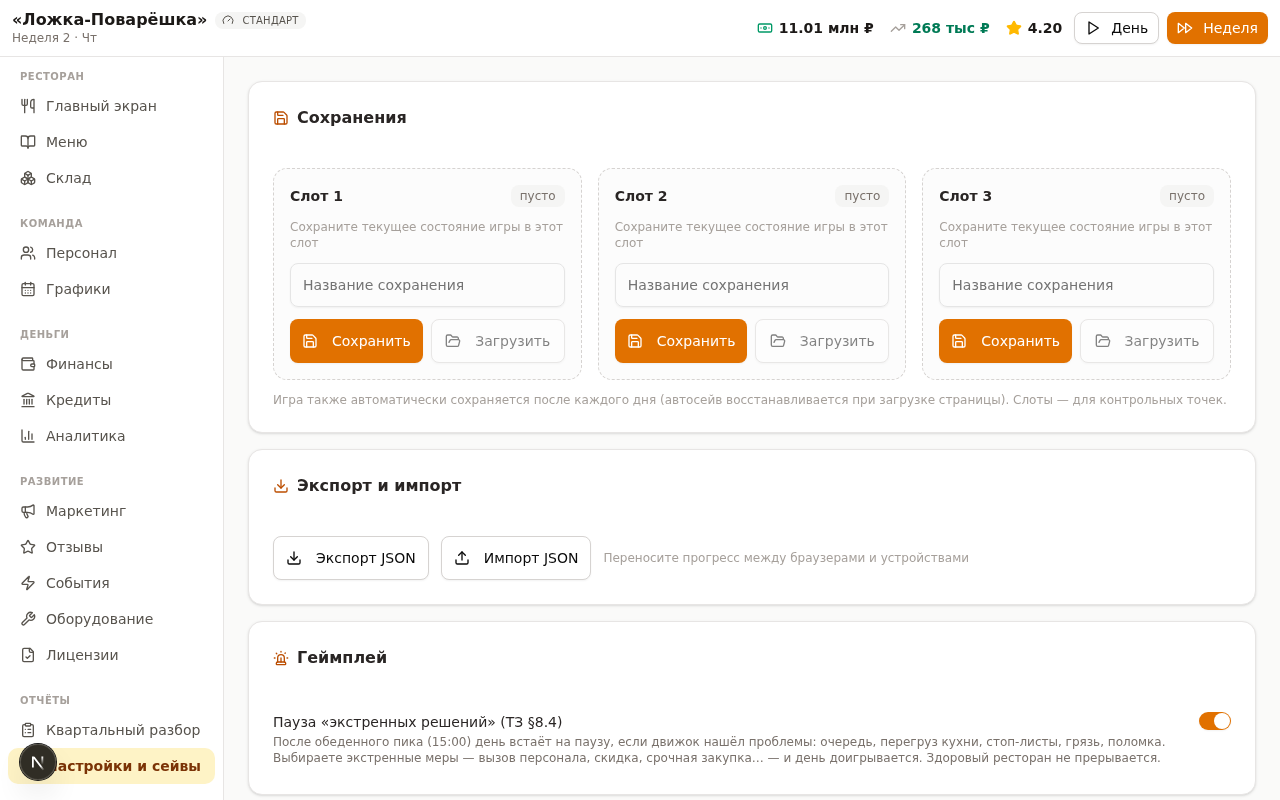 «Ложка-Поварёшка»
СТАНДАРТ
Неделя 2 · Чт
11.01 млн ₽
268 тыс ₽
4.20
День
Неделя
РЕСТОРАН
Главный экран
Меню
Склад
КОМАНДА
Персонал
Графики
ДЕНЬГИ
Финансы
Кредиты
Аналитика
РАЗВИТИЕ
Маркетинг
Отзывы
События
Оборудование
Лицензии
ОТЧЁТЫ
Квартальный разбор
N
астройки и сейвы
Сохранения
Слот 1
пусто
Сохраните текущее состояние игры в этот
слот
Название сохранения
Сохранить
Загрузить
Слот 2
пусто
Сохраните текущее состояние игры в этот
слот
Название сохранения
Сохранить
Загрузить
Слот 3
пусто
Сохраните текущее состояние игры в этот
слот
Название сохранения
Сохранить
Загрузить
Игра также автоматически сохраняется после каждого дня (автосейв восстанавливается при загрузке страницы). Слоты — для контрольных точек.
Экспорт и импорт
Экспорт JSON
Импорт JSON
Переносите прогресс между браузерами и устройствами
Геймплей
Пауза «экстренных решений» (ТЗ §8.4)
После обеденного пика (15:00) день встаёт на паузу, если движок нашёл проблемы: очередь, перегруз кухни, стоп-листы, грязь, поломка.
Выбираете экстренные меры — вызов персонала, скидка, срочная закупка… — и день доигрывается. Здоровый ресторан не прерывается.